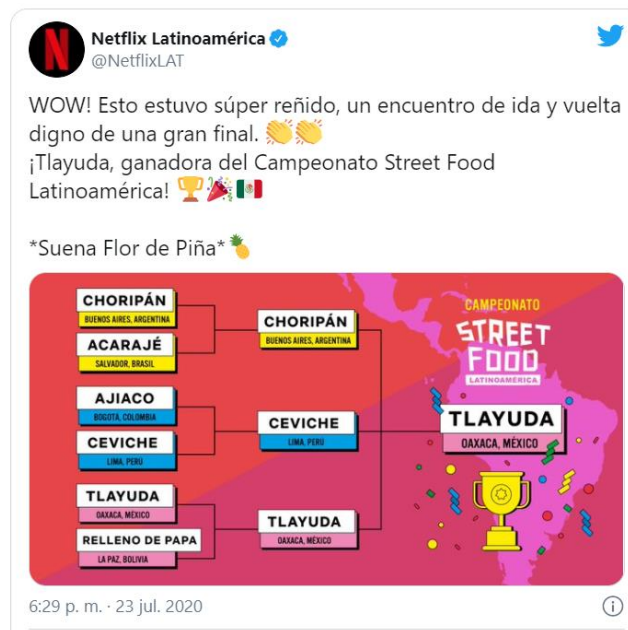 Netflix Latinoamérica
@NetflixLAT
WOW! Esto estuvo súper reñido, un encuentro de ida y vuelta
digno de una gran final. 👏👏
¡Tlayuda, ganadora del Campeonato Street Food
Latinoamérica! 🏆🎉🇲🇽
*Suena Flor de Piña*🍍
CHORIPÁN
BUENOS AIRES, ARGENTINA
ACARAJÉ
SALVADOR, BRASIL
AJIACO
BOGOTA, COLOMBIA
CEVICHE
LIMA, PERÚ
TLAYUDA
OAXACA, MÉXICO
RELLENO DE PAPA
LA PAZ, BOLIVIA
CHORIPÁN
BUENOS AIRES, ARGENTINA
CEVICHE
LIMA, PERÚ
TLAYUDA
OAXACA, MÉXICO
CAMPEONATO
STREET
FOOD
LATINOAMÉRICA
TLAYUDA
OAXACA, MÉXICO
6:29 p. m. · 23 jul. 2020